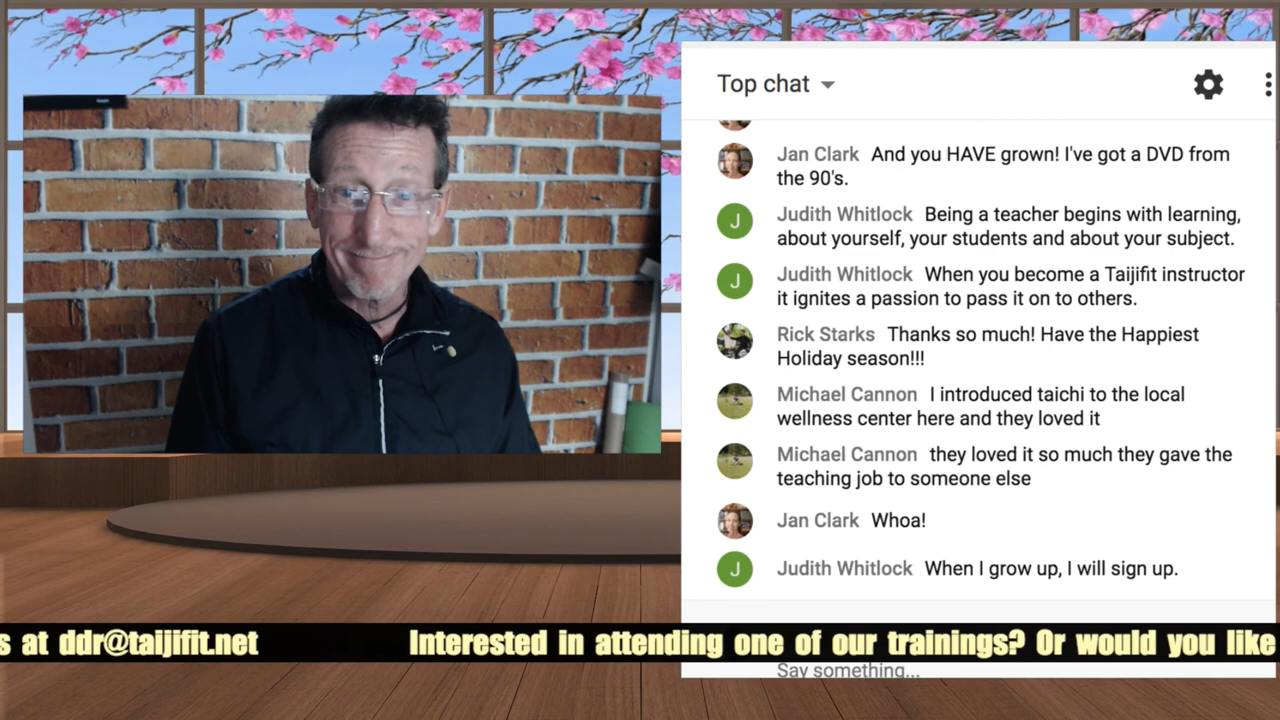 Top chat
Jan Clark And you HAVE grown! I've got a DVD from
the 90's.
Judith Whitlock Being a teacher begins with learning,
about yourself, your students and about your subject.
Judith Whitlock When you become a Taijifit instructor
it ignites a passion to pass it on to others.
Rick Starks Thanks so much! Have the Happiest
Holiday season!!!
Michael Cannon I introduced taichi to the local
wellness center here and they loved it
Michael Cannon they loved it so much they gave the
teaching job to someone else
Jan Clark Whoa!
J Judith Whitlock When I grow up, I will sign up.
s at ddr@taijifit.net Interested in attending one of our trainings? Or would you like
Say something...